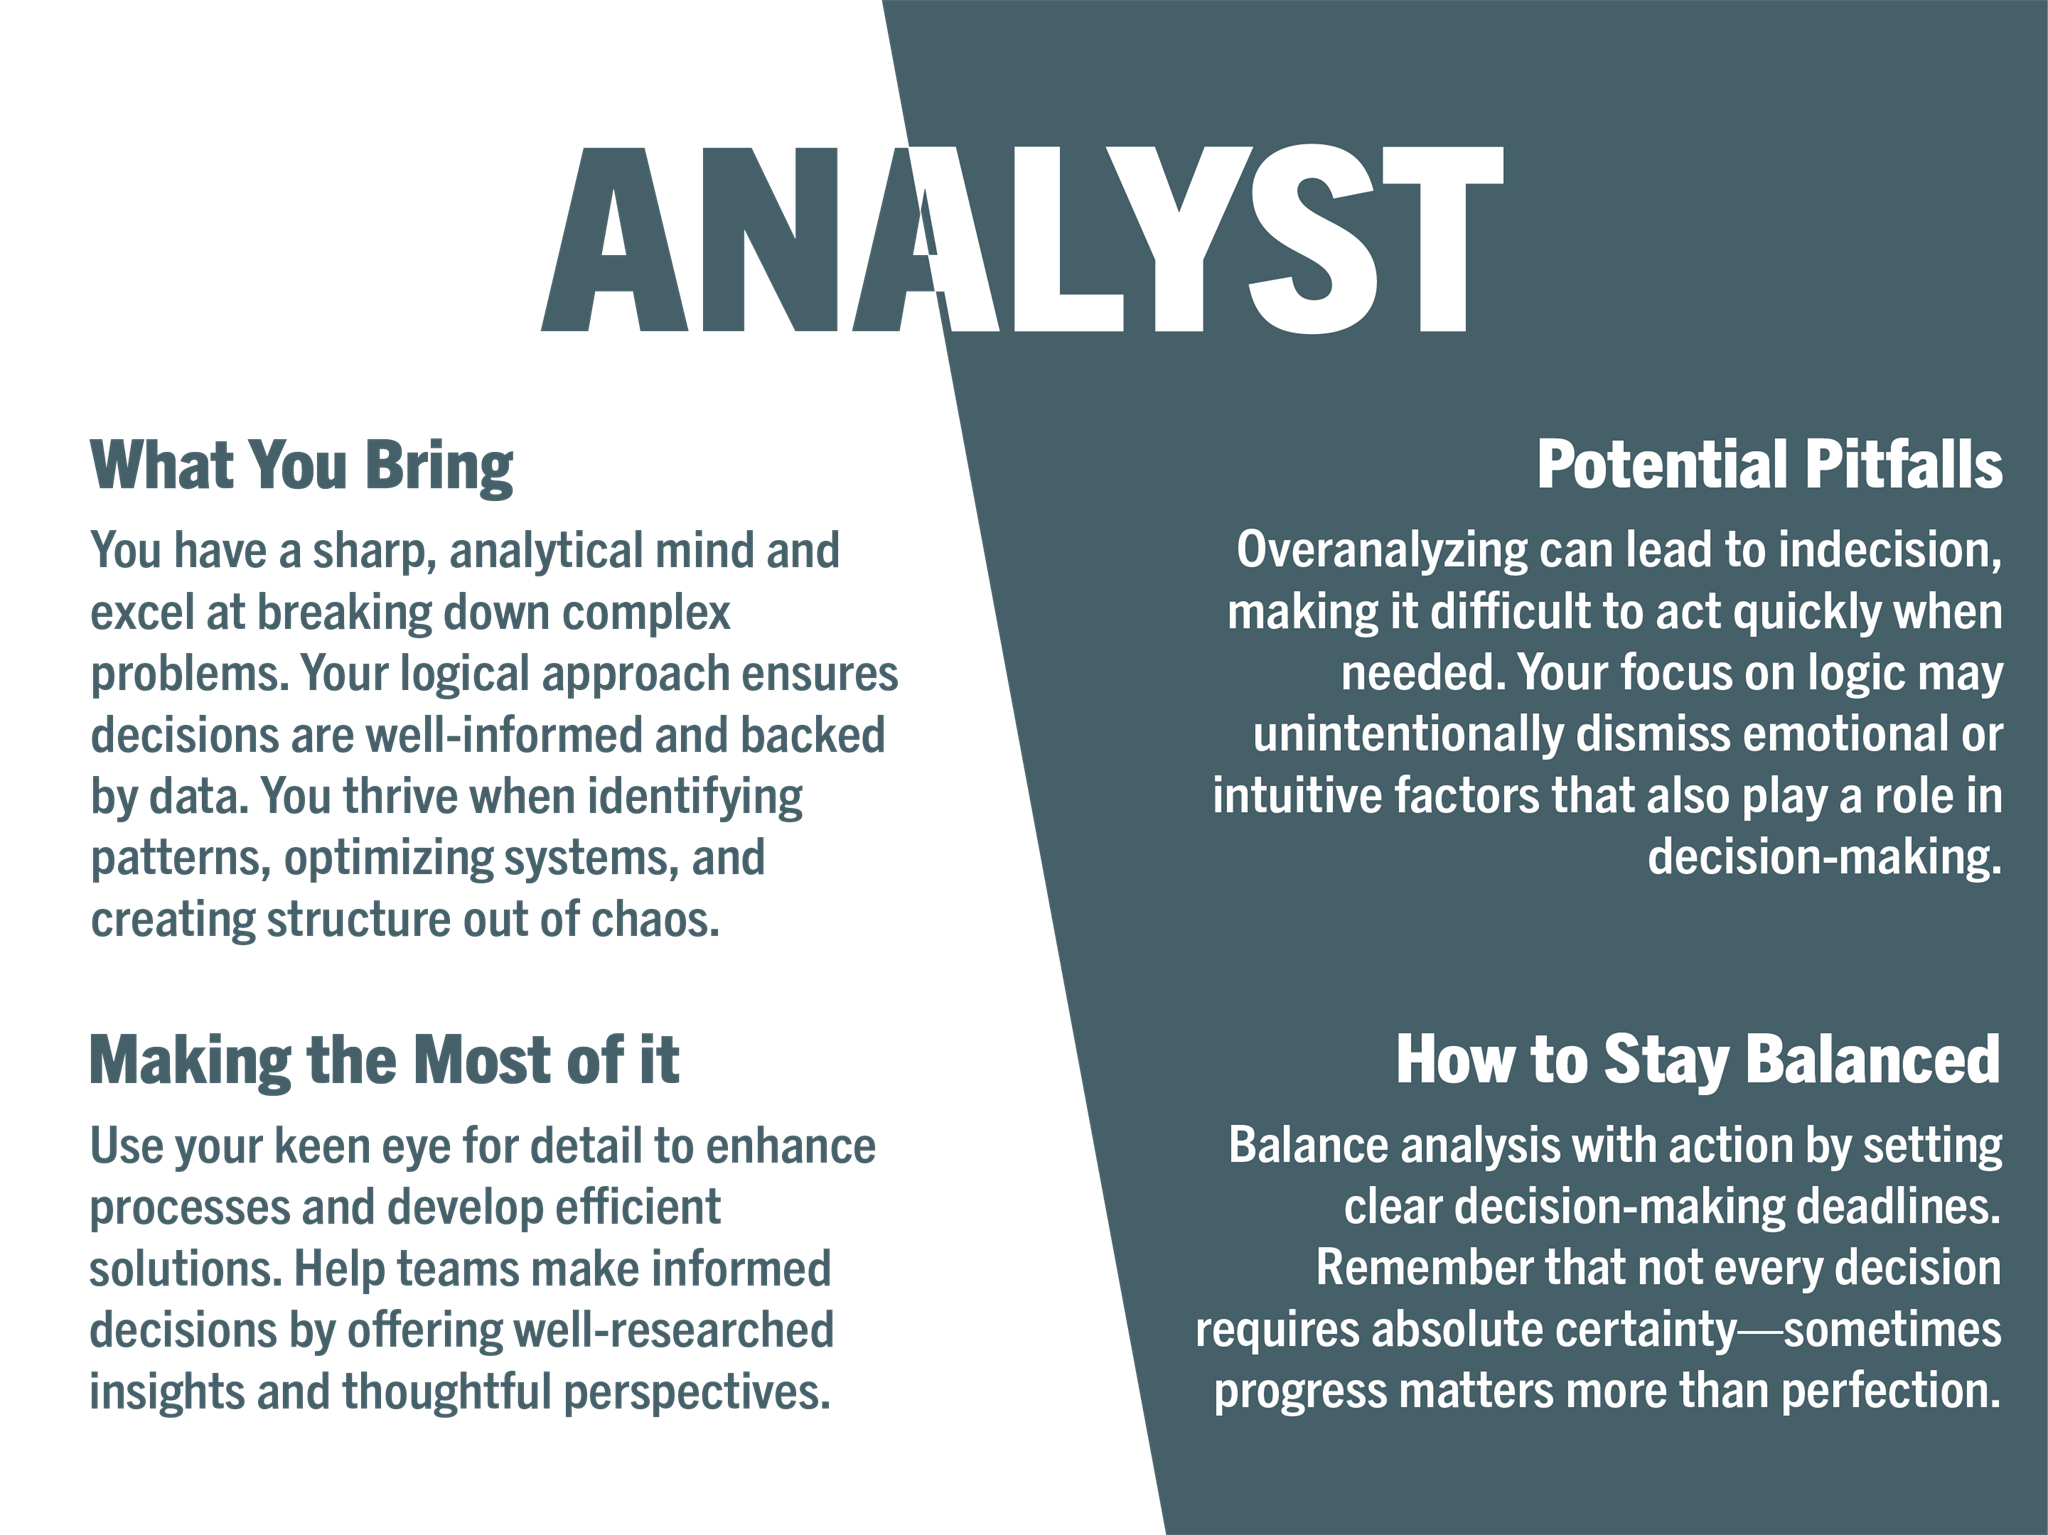 ANALYST
What You Bring
You have a sharp, analytical mind and
excel at breaking down complex
problems. Your logical approach ensures
decisions are well-informed and backed
by data. You thrive when identifying
patterns, optimizing systems, and
creating structure out of chaos.
Making the Most of it
Use your keen eye for detail to enhance
processes and develop efficient
solutions. Help teams make informed
decisions by offering well-researched
insights and thoughtful perspectives.
Potential Pitfalls
Overanalyzing can lead to indecision,
making it difficult to act quickly when
needed. Your focus on logic may
unintentionally dismiss emotional or
intuitive factors that also play a role in
decision-making.
How to Stay Balanced
Balance analysis with action by setting
clear decision-making deadlines.
Remember that not every decision
requires absolute certainty—sometimes
progress matters more than perfection.